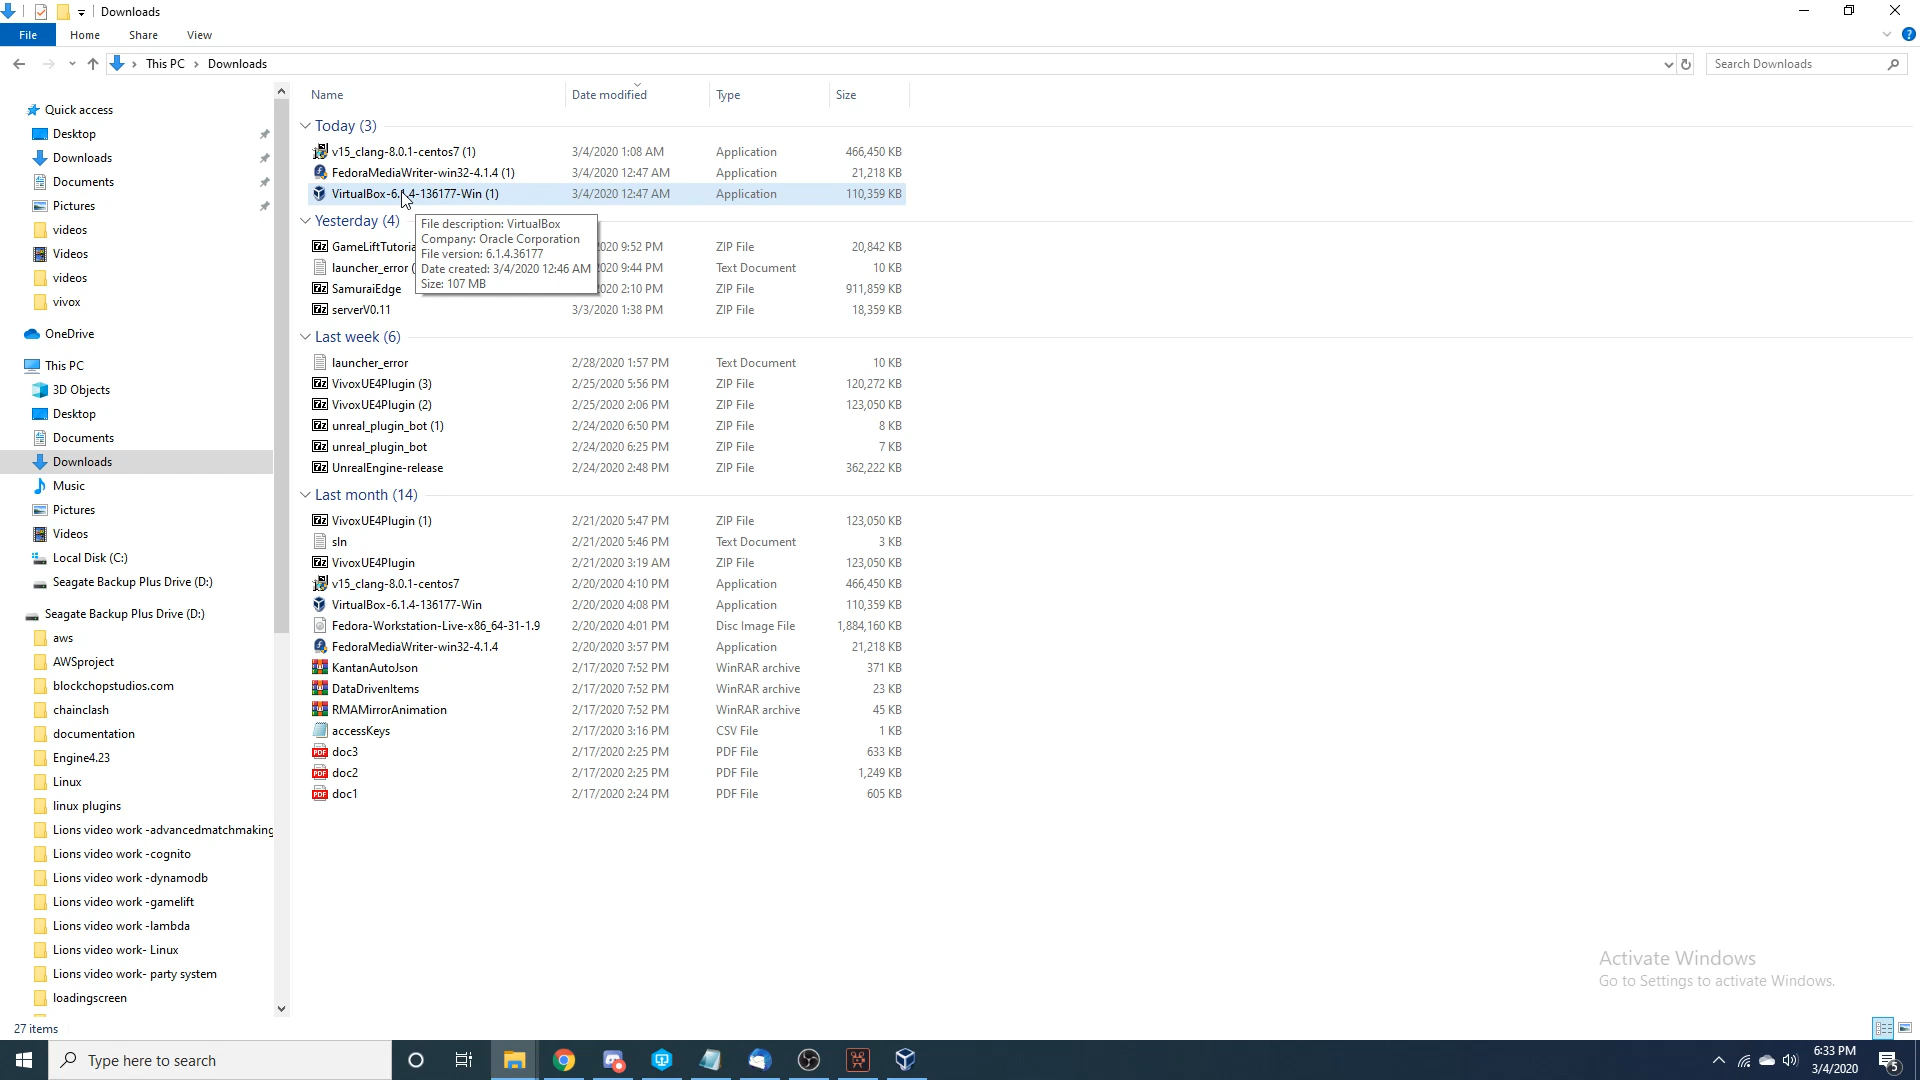 Downloads
File Home Share View
This PC Downloads Search Downloads
Name Date modified Type Size
Quick access
Desktop
Downloads
Documents
Pictures
videos
Videos
videos
vivox
OneDrive
This PC
3D Objects
Desktop
Documents
Downloads
Music
Pictures
Videos
Local Disk (C:)
Seagate Backup Plus Drive (D:)
Seagate Backup Plus Drive (D:)
aws
AWSproject
blockchopstudios.com
chainclash
documentation
Engine4.23
Linux
linux plugins
Lions video work -advancedmatchmaking
Lions video work -cognito
Lions video work -dynamodb
Lions video work -gamelift
Lions video work -lambda
Lions video work- Linux
Lions video work- party system
loadingscreen
Today (3)
v15_clang-8.0.1-centos7 (1) 3/4/2020 1:08 AM Application 466,450 KB
FedoraMediaWriter-win32-4.1.4 (1) 3/4/2020 12:47 AM Application 21,218 KB
VirtualBox-6.1.4-136177-Win (1) 3/4/2020 12:47 AM Application 110,359 KB
Yesterday (4)
GameLiftTutoria 020 9:52 PM ZIP File 20,842 KB
launcher_error ( 020 9:44 PM Text Document 10 KB
SamuraiEdge 020 2:10 PM ZIP File 911,859 KB
serverV0.11 3/3/2020 1:38 PM ZIP File 18,359 KB
File description: VirtualBox
Company: Oracle Corporation
File version: 6.1.4.36177
Date created: 3/4/2020 12:46 AM
Size: 107 MB
Last week (6)
launcher_error 2/28/2020 1:57 PM Text Document 10 KB
VivoxUE4Plugin (3) 2/25/2020 5:56 PM ZIP File 120,272 KB
VivoxUE4Plugin (2) 2/25/2020 2:06 PM ZIP File 123,050 KB
unreal_plugin_bot (1) 2/24/2020 6:50 PM ZIP File 8 KB
unreal_plugin_bot 2/24/2020 6:25 PM ZIP File 7 KB
UnrealEngine-release 2/24/2020 2:48 PM ZIP File 362,222 KB
Last month (14)
VivoxUE4Plugin (1) 2/21/2020 5:47 PM ZIP File 123,050 KB
sln 2/21/2020 5:46 PM Text Document 3 KB
VivoxUE4Plugin 2/21/2020 3:19 AM ZIP File 123,050 KB
v15_clang-8.0.1-centos7 2/20/2020 4:10 PM Application 466,450 KB
VirtualBox-6.1.4-136177-Win 2/20/2020 4:08 PM Application 110,359 KB
Fedora-Workstation-Live-x86_64-31-1.9 2/20/2020 4:01 PM Disc Image File 1,884,160 KB
FedoraMediaWriter-win32-4.1.4 2/20/2020 3:57 PM Application 21,218 KB
KantanAutoJson 2/17/2020 7:52 PM WinRAR archive 371 KB
DataDrivenItems 2/17/2020 7:52 PM WinRAR archive 23 KB
RMAMirrorAnimation 2/17/2020 7:52 PM WinRAR archive 45 KB
accessKeys 2/17/2020 3:16 PM CSV File 1 KB
doc3 2/17/2020 2:25 PM PDF File 633 KB
doc2 2/17/2020 2:25 PM PDF File 1,249 KB
doc1 2/17/2020 2:24 PM PDF File 605 KB
Activate Windows
Go to Settings to activate Windows.
27 items
Type here to search
6:33 PM
3/4/2020
5